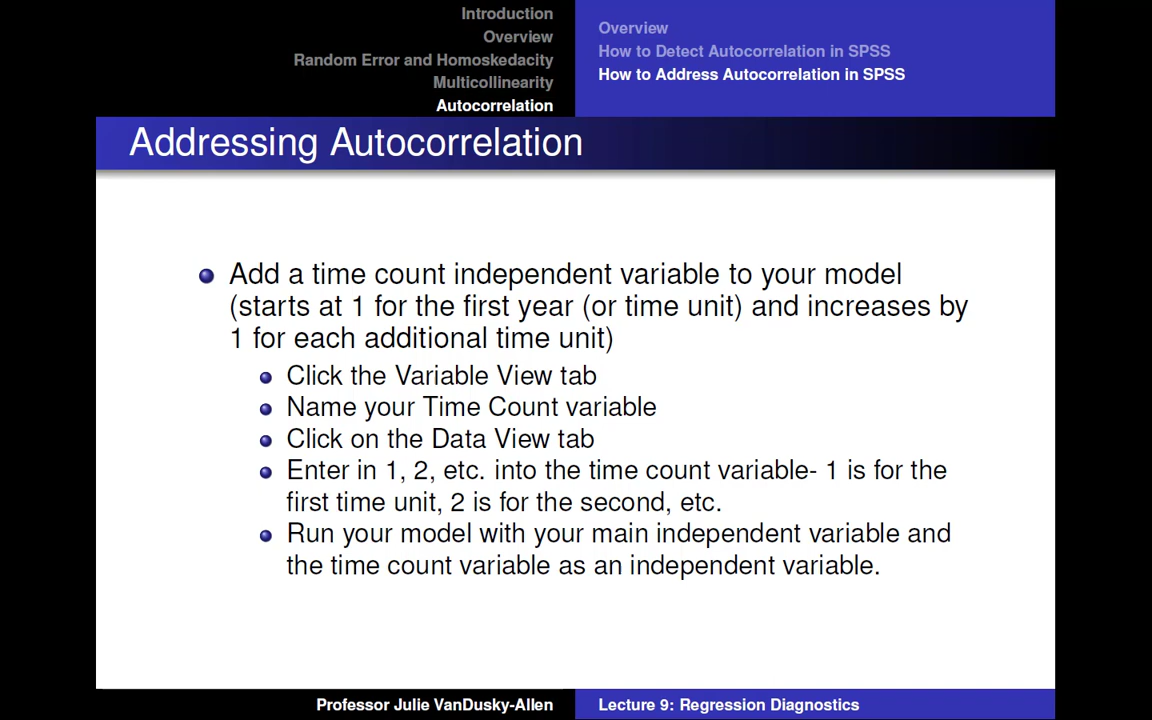 Introduction
Overview
Random Error and Homoskedacity
Multicollinearity
Autocorrelation
Overview
How to Detect Autocorrelation in SPSS
How to Address Autocorrelation in SPSS
Addressing Autocorrelation
Add a time count independent variable to your model
(starts at 1 for the first year (or time unit) and increases by
1 for each additional time unit)
Click the Variable View tab
Name your Time Count variable
Click on the Data View tab
Enter in 1, 2, etc. into the time count variable- 1 is for the
first time unit, 2 is for the second, etc.
Run your model with your main independent variable and
the time count variable as an independent variable.
Professor Julie VanDusky-Allen
Lecture 9: Regression Diagnostics